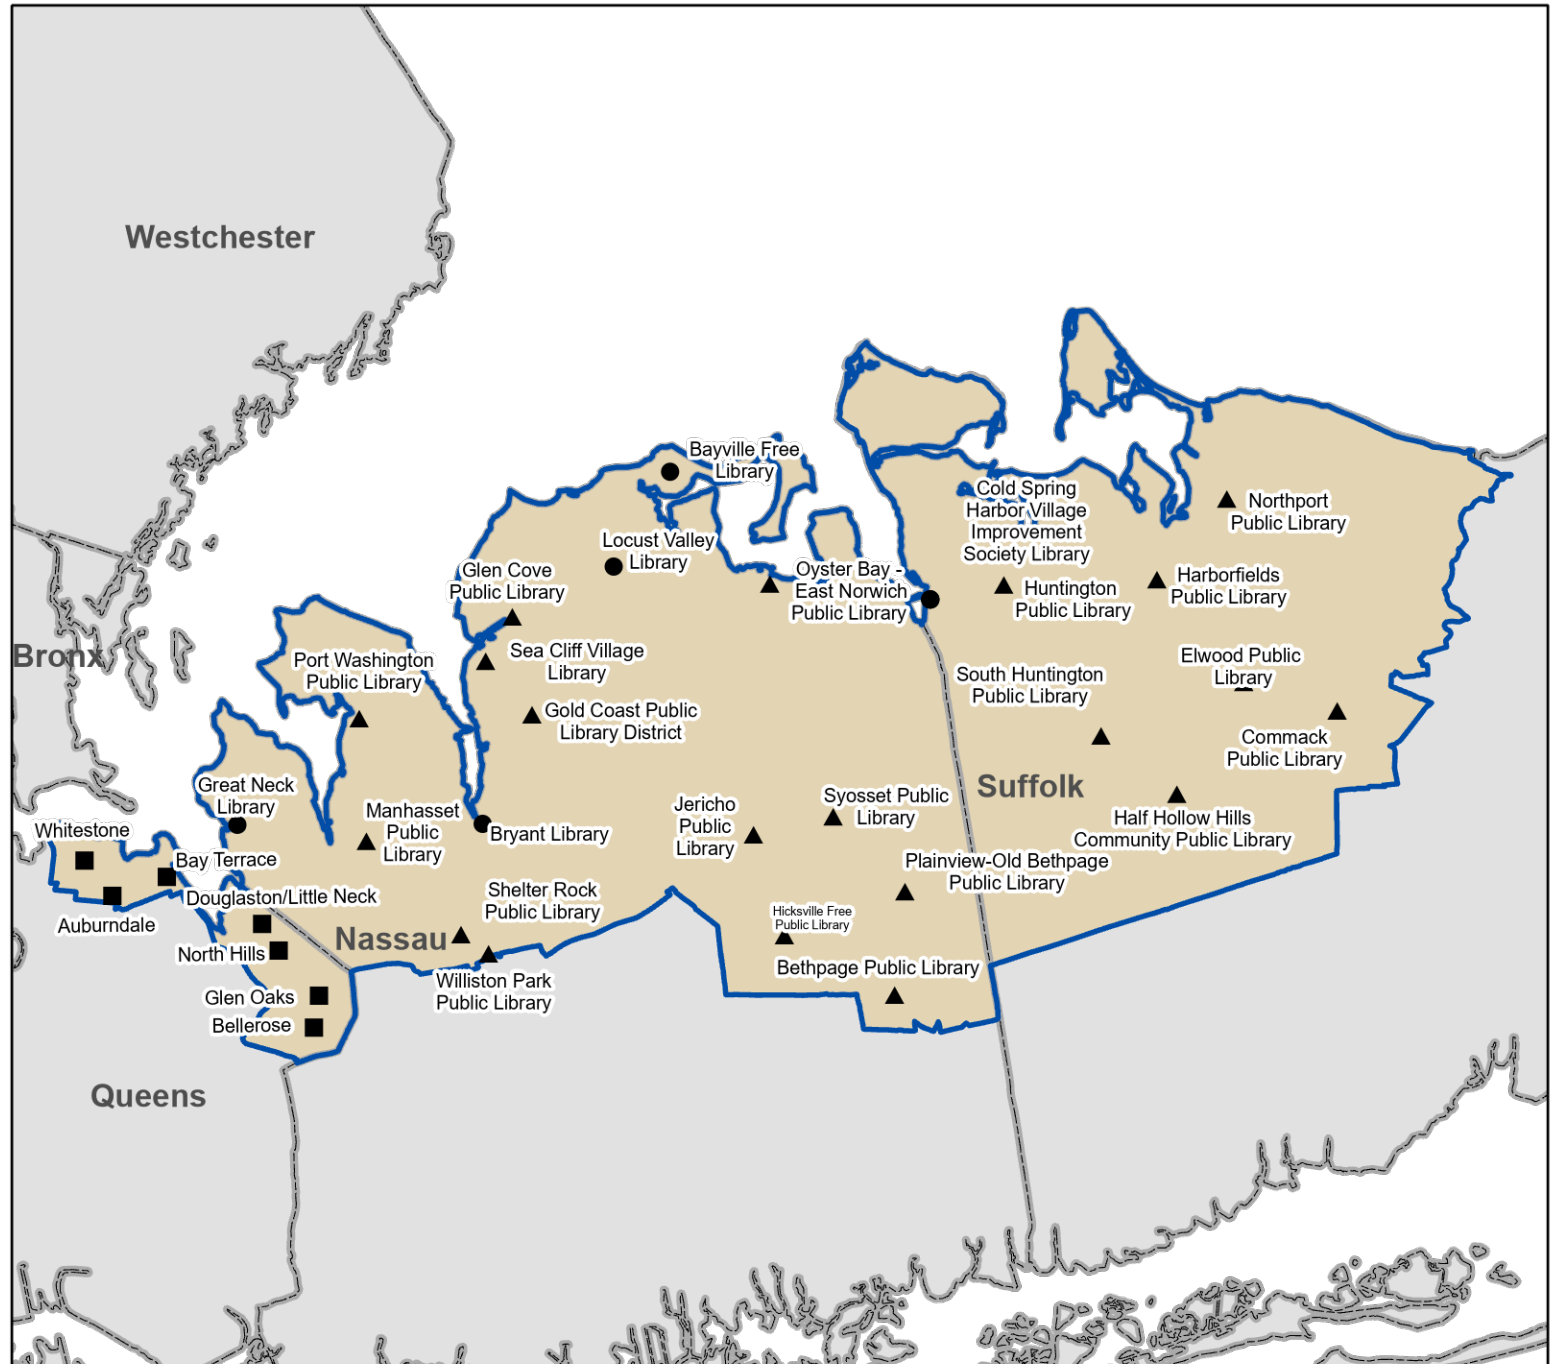 Westchester
Bronx
Queens
Nassau
Suffolk
Bayville Free
Library
Locust Valley
Library
Glen Cove
Public Library
Oyster Bay -
East Norwich
Public Library
Cold Spring
Harbor Village
Improvement
Society Library
Northport
Public Library
Huntington
Public Library
Harborfields
Public Library
Sea Cliff Village
Library
Port Washington
Public Library
Gold Coast Public
Library District
South Huntington
Public Library
Elwood Public
Library
Commack
Public Library
Half Hollow Hills
Community Public Library
Great Neck
Library
Manhasset
Public
Library
Bryant Library
Jericho
Public
Library
Syosset Public
Library
Plainview-Old Bethpage
Public Library
Whitestone
Bay Terrace
Auburndale
Douglaston/Little Neck
Shelter Rock
Public Library
Hicksville Free
Public Library
North Hills
Williston Park
Public Library
Bethpage Public Library
Glen Oaks
Bellerose